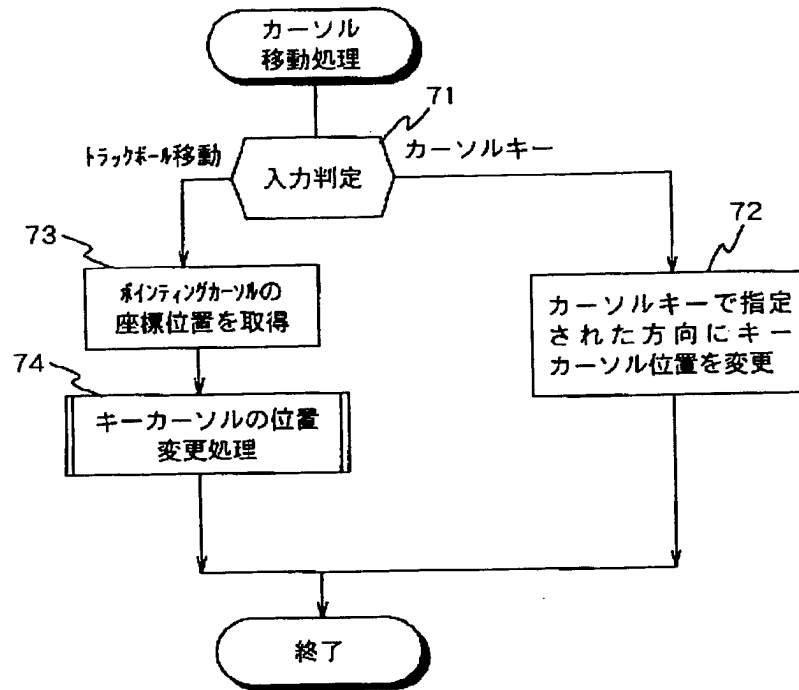 カーソル
移動処理
71
トラックボール移動
カーソルキー
入力判定
73
72
ポインティングカーソルの
座標位置を取得
カーソルキーで指定
された方向にキー
カーソル位置を変更
74
キーカーソルの位置
変更処理
終了